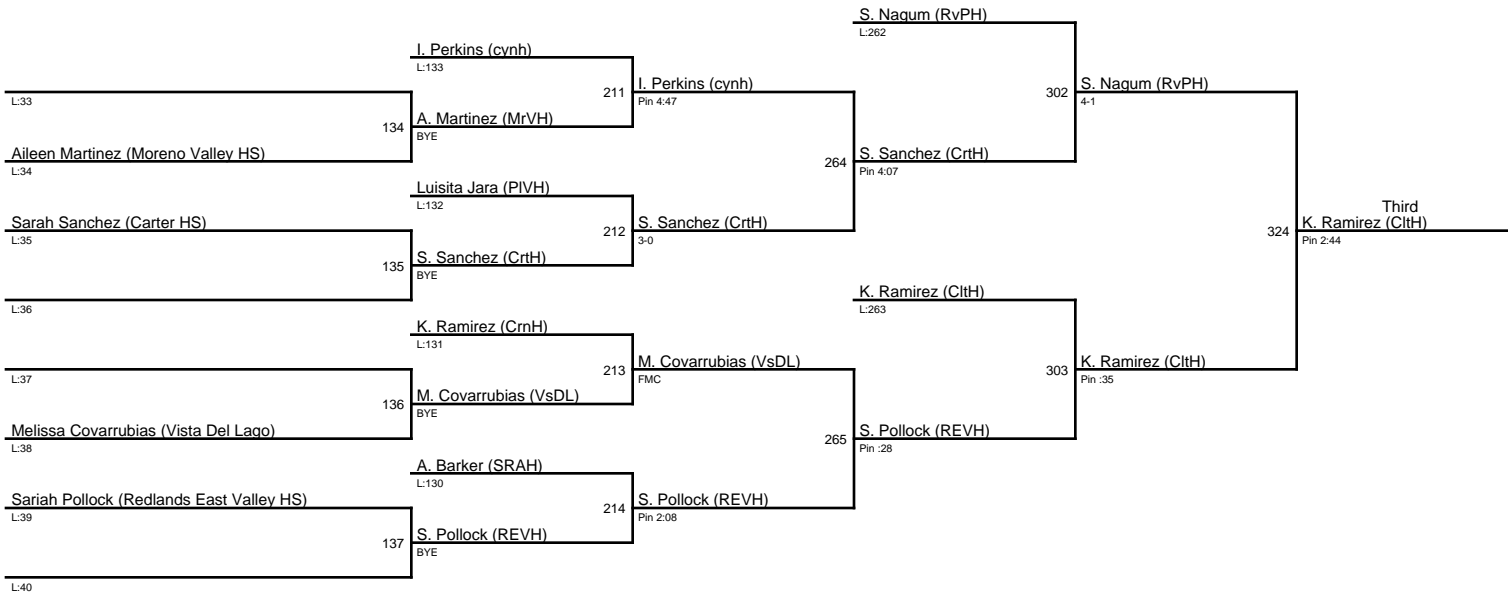 S. Nagum (RvPH)
L:262
I. Perkins (cynh)
L:133
211
I. Perkins (cynh)
Pin 4:47
302
S. Nagum (RvPH)
4-1
L:33
134
A. Martinez (MrVH)
BYE
Aileen Martinez (Moreno Valley HS)
L:34
264
S. Sanchez (CrtH)
Pin 4:07
Luisita Jara (PlVH)
L:132
Sarah Sanchez (Carter HS)
L:35
212
S. Sanchez (CrtH)
3-0
135
S. Sanchez (CrtH)
BYE
L:36
324
Third
K. Ramirez (CltH)
Pin 2:44
K. Ramirez (CltH)
L:263
K. Ramirez (CrnH)
L:131
L:37
213
M. Covarrubias (VsDL)
FMC
303
K. Ramirez (CltH)
Pin :35
136
M. Covarrubias (VsDL)
BYE
Melissa Covarrubias (Vista Del Lago)
L:38
265
S. Pollock (REVH)
Pin :28
A. Barker (SRAH)
L:130
Sariah Pollock (Redlands East Valley HS)
L:39
214
S. Pollock (REVH)
Pin 2:08
137
S. Pollock (REVH)
BYE
L:40